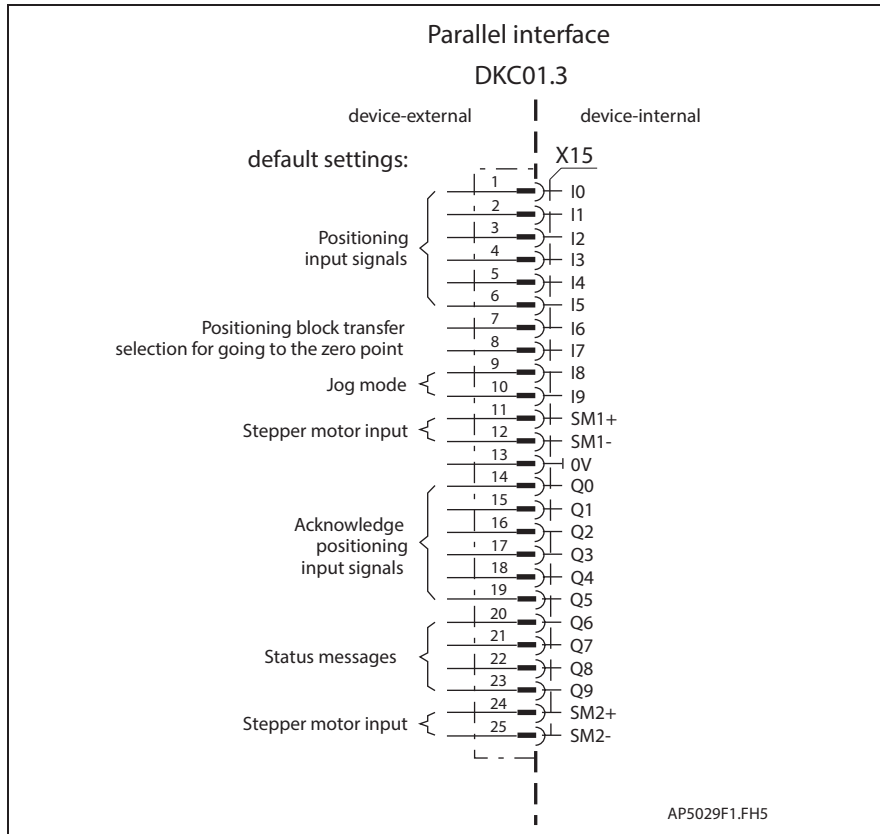 Parallel interface
DKC01.3
device-external device-internal
default settings: X15
1 I0
2 I1
3 I2
Positioning
input signals
4 I3
5 I4
6 I5
7 I6
Positioning block transfer
selection for going to the zero point
8 I7
9 I8
Jog mode
10 I9
11 SM1+
Stepper motor input
12 SM1-
13 0V
14 Q0
15 Q1
16 Q2
Acknowledge
positioning
input signals
17 Q3
18 Q4
19 Q5
20 Q6
21 Q7
Status messages
22 Q8
23 Q9
24 SM2+
Stepper motor input
25 SM2-
AP5029F1.FH5